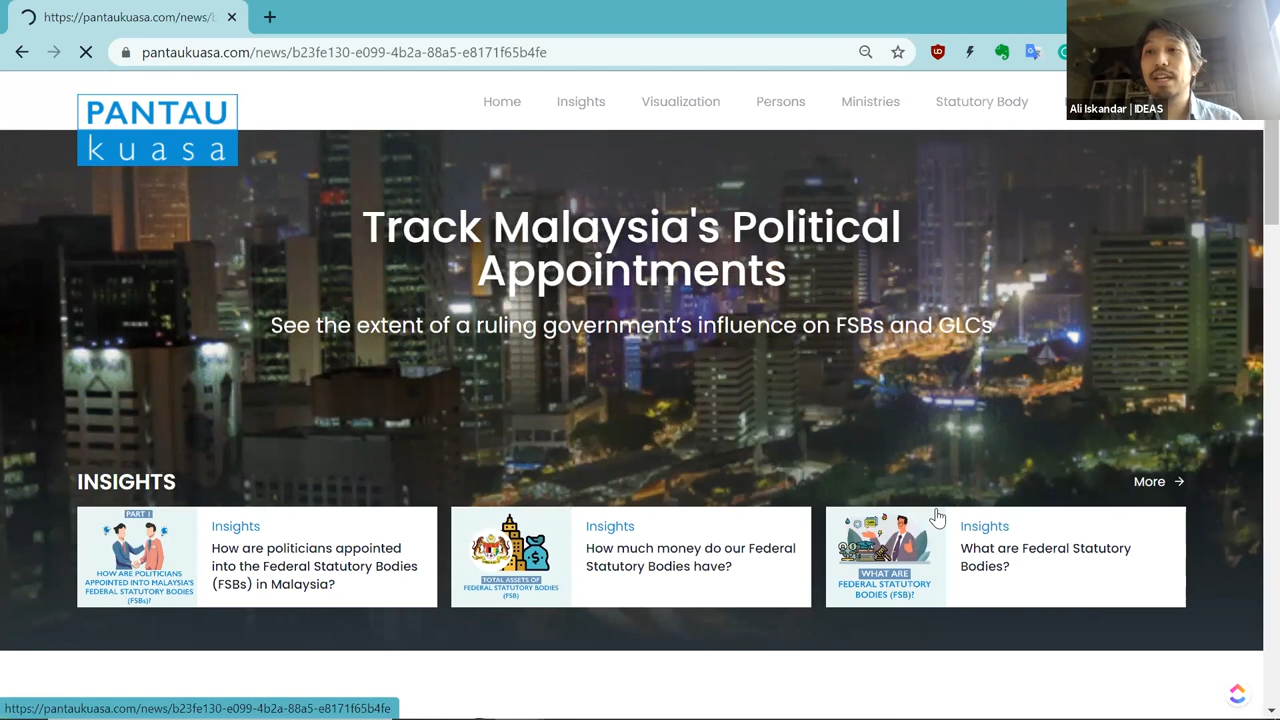 https://pantaukuasa.com/news/b
pantaukuasa.com/news/b23fe130-e099-4b2a-88a5-e8171f65b4fe
Ali Iskandar | IDEAS
PANTAU
kuasa
Home
Insights
Visualization
Persons
Ministries
Statutory Body
Track Malaysia's Political
Appointments
See the extent of a ruling government's influence on FSBs and GLCs
INSIGHTS
More →
PART I
HOW ARE POLITICIANS
APPOINTED INTO MALAYSIA'S
FEDERAL STATUTORY BODIES
(FSBs)?
Insights
How are politicians appointed
into the Federal Statutory Bodies
(FSBs) in Malaysia?
TOTAL ASSETS OF
FEDERAL STATUTORY BODIES
(FSB)
Insights
How much money do our Federal
Statutory Bodies have?
WHAT ARE
FEDERAL STATUTORY
BODIES (FSB)?
Insights
What are Federal Statutory
Bodies?
https://pantaukuasa.com/news/b23fe130-e099-4b2a-88a5-e8171f65b4fe